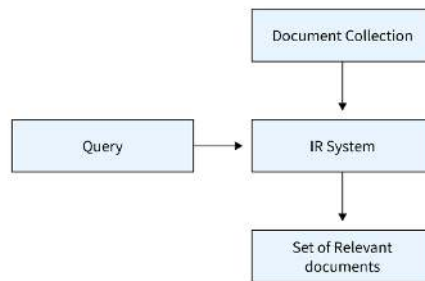 Document Collection
Query
IR System
Set of Relevant
documents